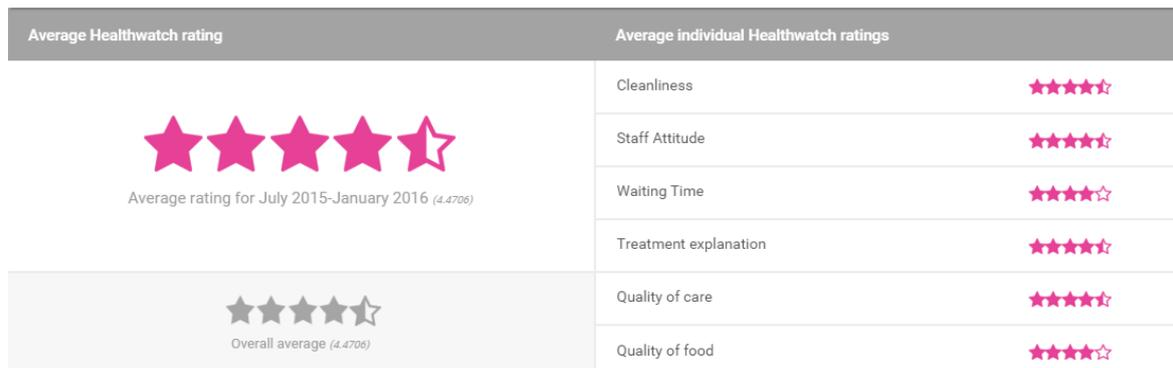 Average Healthwatch rating
Average rating for July 2015-January 2016 (4.4706)
Overall average (4.4706)
Average individual Healthwatch ratings
Cleanliness
Staff Attitude
Waiting Time
Treatment explanation
Quality of care
Quality of food